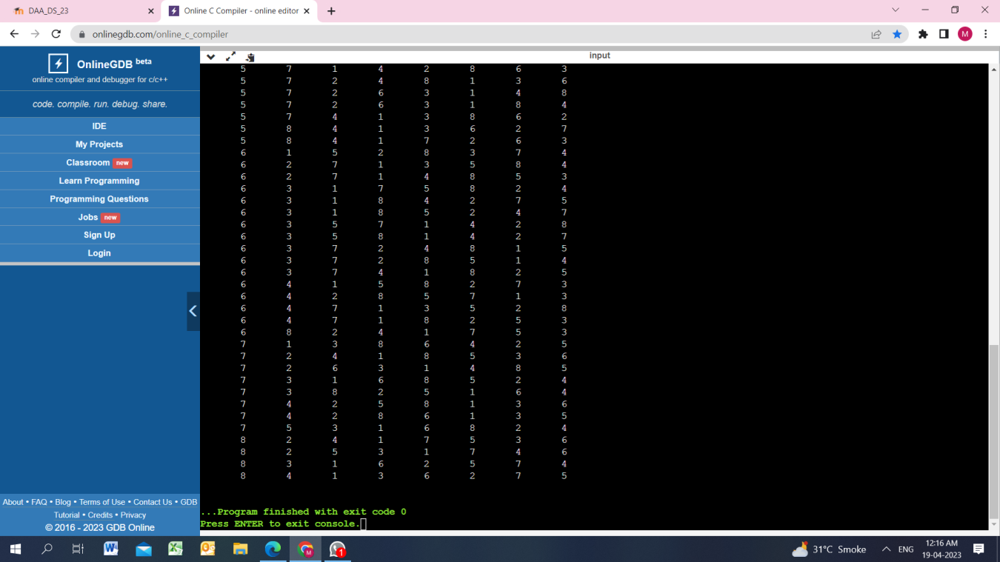 DAA_DS_23
Online C Compiler - online editor
onlinegdb.com/online_c_compiler
M
OnlineGDB beta
online compiler and debugger for c/c++
code. compile. run. debug. share.
IDE
My Projects
Classroom new
Learn Programming
Programming Questions
Jobs new
Sign Up
Login
About • FAQ • Blog • Terms of Use • Contact Us • GDB
Tutorial • Credits • Privacy
© 2016 - 2023 GDB Online
input
5 7 1 4 2 8 6 3
5 7 2 4 8 1 3 6
5 7 2 6 3 1 4 8
5 7 2 6 3 1 8 4
5 7 4 1 3 8 6 2
5 8 4 1 3 6 2 7
5 8 4 1 7 2 6 3
6 1 5 2 8 3 7 4
6 2 7 1 3 5 8 4
6 2 7 1 4 8 5 3
6 3 1 7 5 8 2 4
6 3 1 8 4 2 7 5
6 3 1 8 5 2 4 7
6 3 5 7 1 4 2 8
6 3 5 8 1 4 2 7
6 3 7 2 4 8 1 5
6 3 7 2 8 5 1 4
6 3 7 4 1 8 2 5
6 4 1 5 8 2 7 3
6 4 2 8 5 7 1 3
6 4 7 1 3 5 2 8
6 4 7 1 8 2 5 3
6 8 2 4 1 7 5 3
7 1 3 8 6 4 2 5
7 2 4 1 8 5 3 6
7 2 6 3 1 4 8 5
7 3 1 6 8 5 2 4
7 3 8 2 5 1 6 4
7 4 2 5 8 1 3 6
7 4 2 8 6 1 3 5
7 5 3 1 6 8 2 4
8 2 4 1 7 5 3 6
8 2 5 3 1 7 4 6
8 3 1 6 2 5 7 4
8 4 1 3 6 2 7 5
...Program finished with exit code 0
Press ENTER to exit console.
31°C Smoke
ENG
12:16 AM
19-04-2023